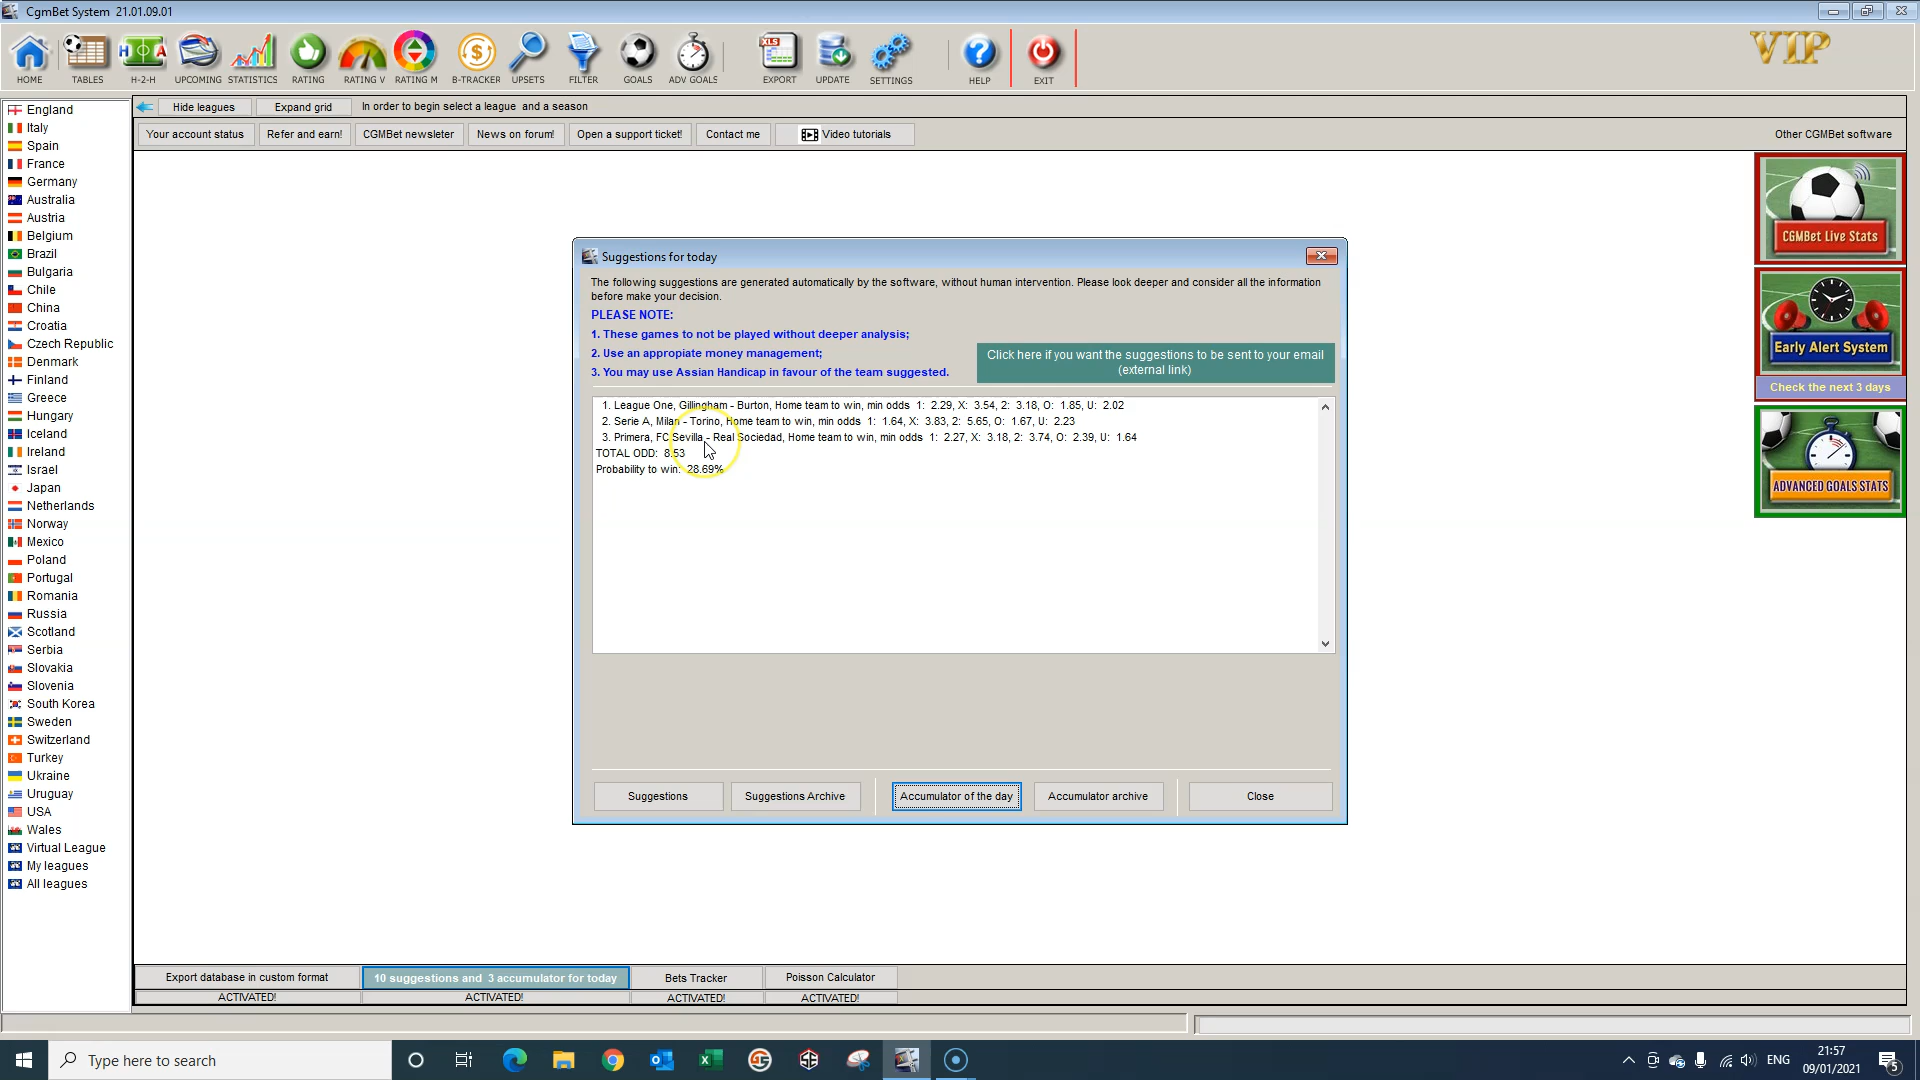 CgmBet System 21.01.09.01
HOME
TABLES
H-2-H
UPCOMING
STATISTICS
RATING
RATING V
RATING M
B-TRACKER
UPSETS
FILTER
GOALS
ADV GOALS
XLS
EXPORT
UPDATE
SETTINGS
HELP
EXIT
VIP
Hide leagues
Expand grid
In order to begin select a league and a season
Your account status
Refer and earn!
CGMBet newsleter
News on forum!
Open a support ticket!
Contact me
Video tutorials
Other CGMBet software
England
Italy
Spain
France
Germany
Australia
Austria
Belgium
Brazil
Bulgaria
Chile
China
Croatia
Czech Republic
Denmark
Finland
Greece
Hungary
Iceland
Ireland
Israel
Japan
Netherlands
Norway
Mexico
Poland
Portugal
Romania
Russia
Scotland
Serbia
Slovakia
Slovenia
South Korea
Sweden
Switzerland
Turkey
Ukraine
Uruguay
USA
Wales
Virtual League
My leagues
All leagues
Suggestions for today
The following suggestions are generated automatically by the software, without human intervention. Please look deeper and consider all the information
before make your decision.
PLEASE NOTE:
1. These games to not be played without deeper analysis;
2. Use an appropiate money management;
3. You may use Assian Handicap in favour of the team suggested.
Click here if you want the suggestions to be sent to your email
(external link)
1. League One, Gillingham - Burton, Home team to win, min odds 1: 2.29, X: 3.54, 2: 3.18, O: 1.85, U: 2.02
2. Serie A, Milan - Torino, Home team to win, min odds 1: 1.64, X: 3.83, 2: 5.65, O: 1.67, U: 2.23
3. Primera, FC Sevilla - Real Sociedad, Home team to win, min odds 1: 2.27, X: 3.18, 2: 3.74, O: 2.39, U: 1.64
TOTAL ODD: 8.53
Probability to win: 28.69%
Suggestions
Suggestions Archive
Accumulator of the day
Accumulator archive
Close
CGMBet Live Stats
Early Alert System
Check the next 3 days
ADVANCED GOALS STATS
Export database in custom format
10 suggestions and 3 accumulator for today
Bets Tracker
Poisson Calculator
ACTIVATED!
ACTIVATED!
ACTIVATED!
ACTIVATED!
Type here to search
ENG
21:57
09/01/2021
5